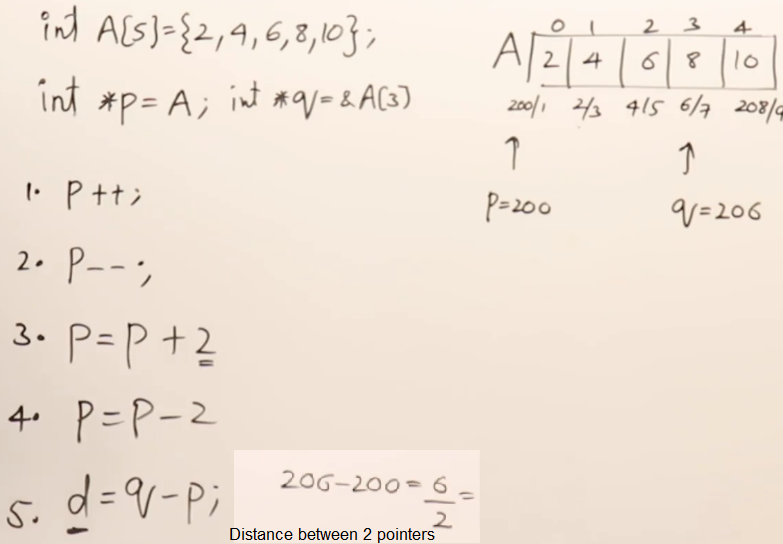 int A[5]={2,4,6,8,10};
int *p=A; int *q=&A[3]
0 1 2 3 4
A 2 4 6 8 10
200/1 2/3 4/5 6/7 208/9
↑ ↑
p=200 q=206
1. p++;
2. p--;
3. p=p+2
4. p=p-2
5. d=q-p; 206-200=6/2=
Distance between 2 pointers